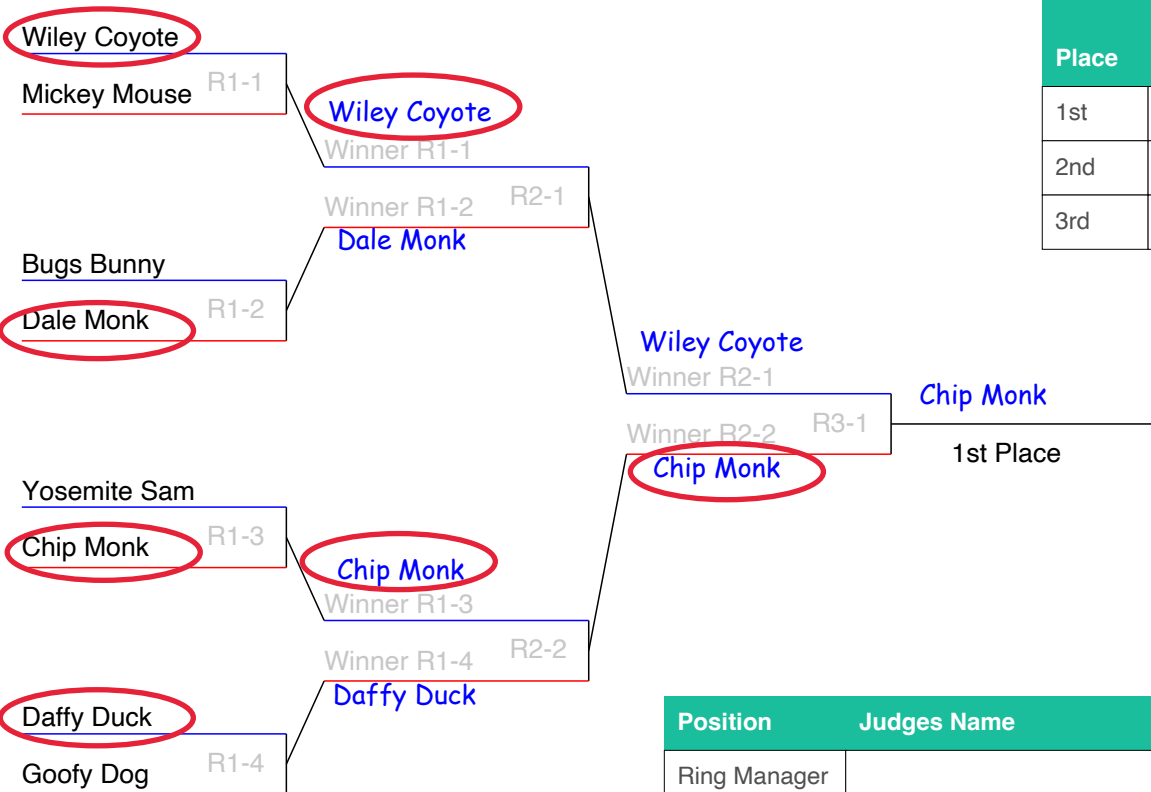 Wiley Coyote
R1-1
Mickey Mouse
Wiley Coyote
Winner R1-1
R2-1
Winner R1-2
Dale Monk
Bugs Bunny
R1-2
Dale Monk
Wiley Coyote
Winner R2-1
R3-1
Winner R2-2
Chip Monk
Chip Monk
1st Place
Yosemite Sam
R1-3
Chip Monk
Chip Monk
Winner R1-3
R2-2
Winner R1-4
Daffy Duck
Daffy Duck
R1-4
Goofy Dog
Place
1st
2nd
3rd
Position Judges Name
Ring Manager